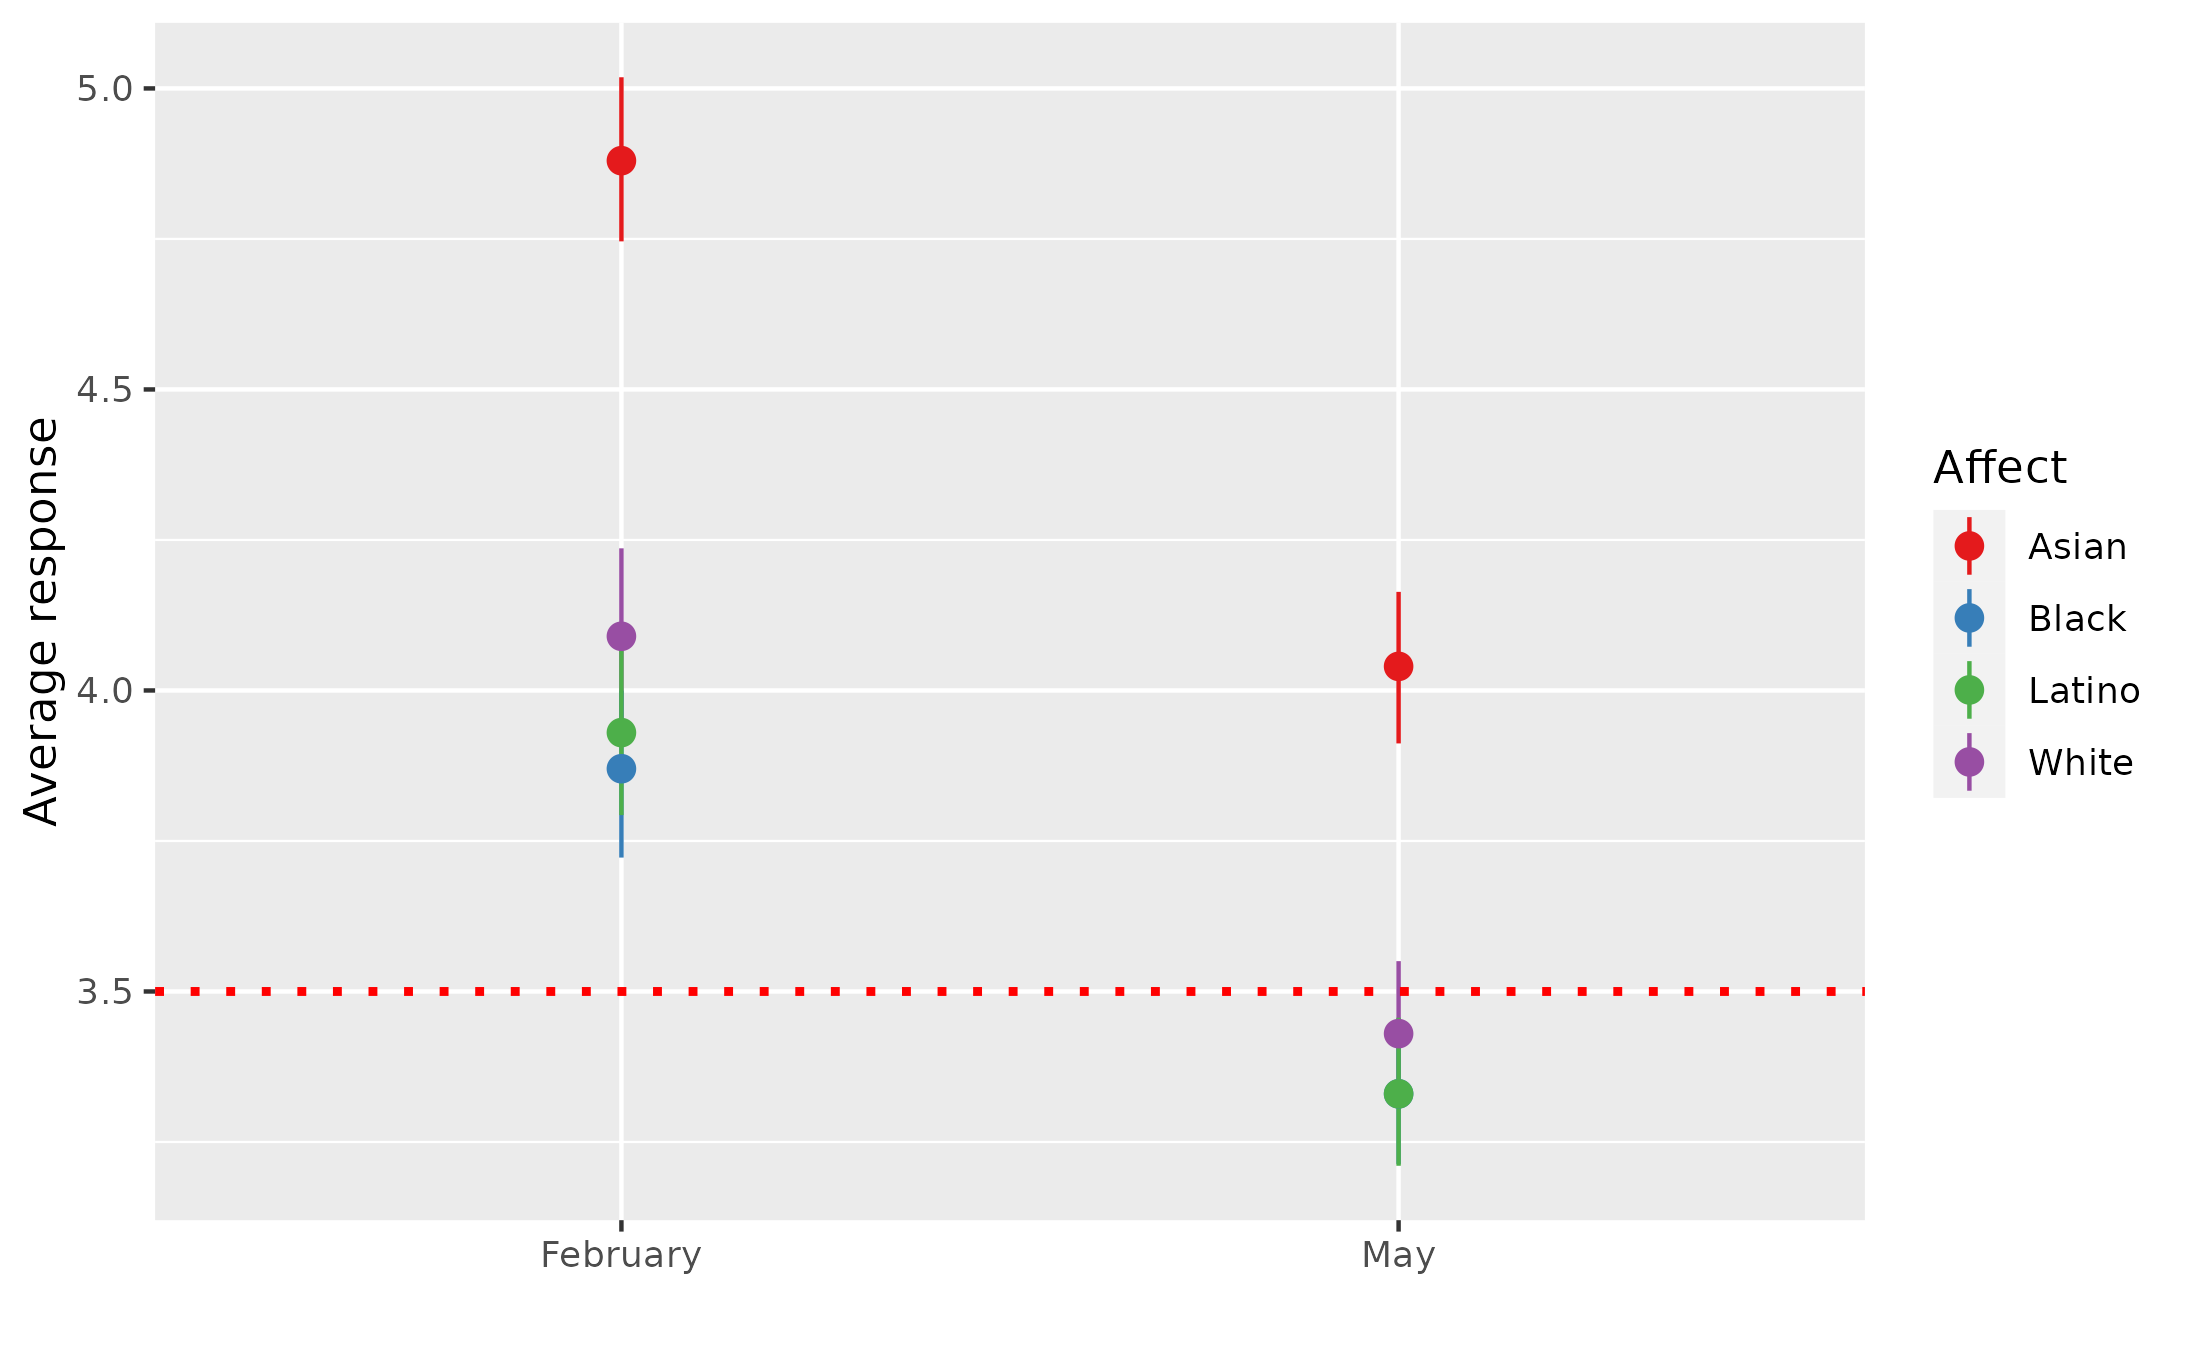 Average response
5.0
4.5
4.0
3.5
February
May
Affect
Asian
Black
Latino
White